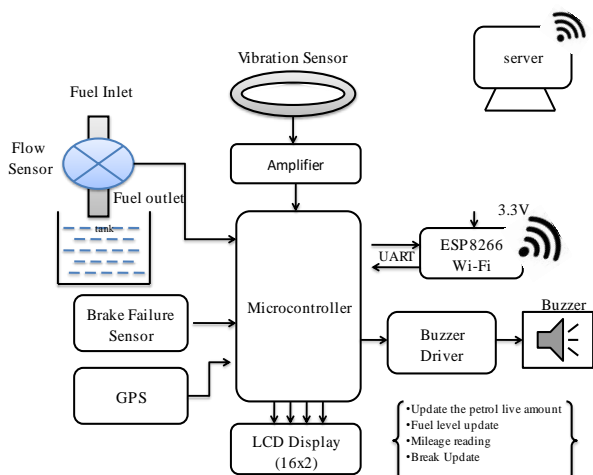 Vibration Sensor
server
Fuel Inlet
Flow
Sensor
Amplifier
Fuel outlet
tank
3.3V
UART
ESP8266
Wi-Fi
Microcontroller
Brake Failure
Sensor
Buzzer
Driver
Buzzer
GPS
LCD Display
(16x2)
•Update the petrol live amount
•Fuel level update
•Mileage reading
•Break Update